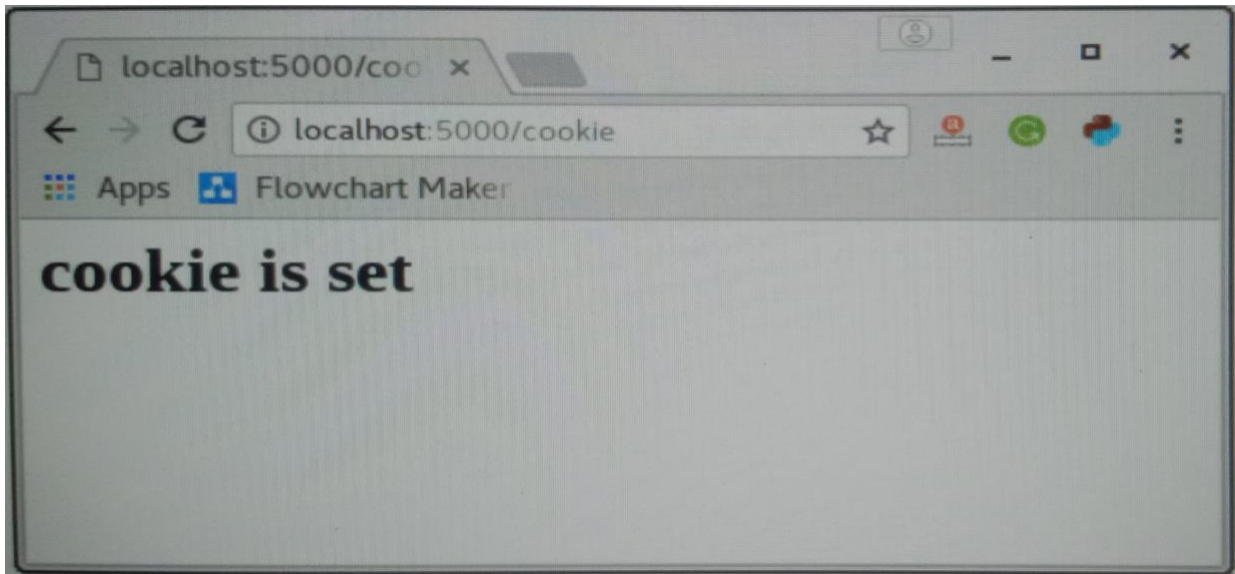 localhost:5000/coo
localhost:5000/cookie
Apps
Flowchart Maker
cookie is set